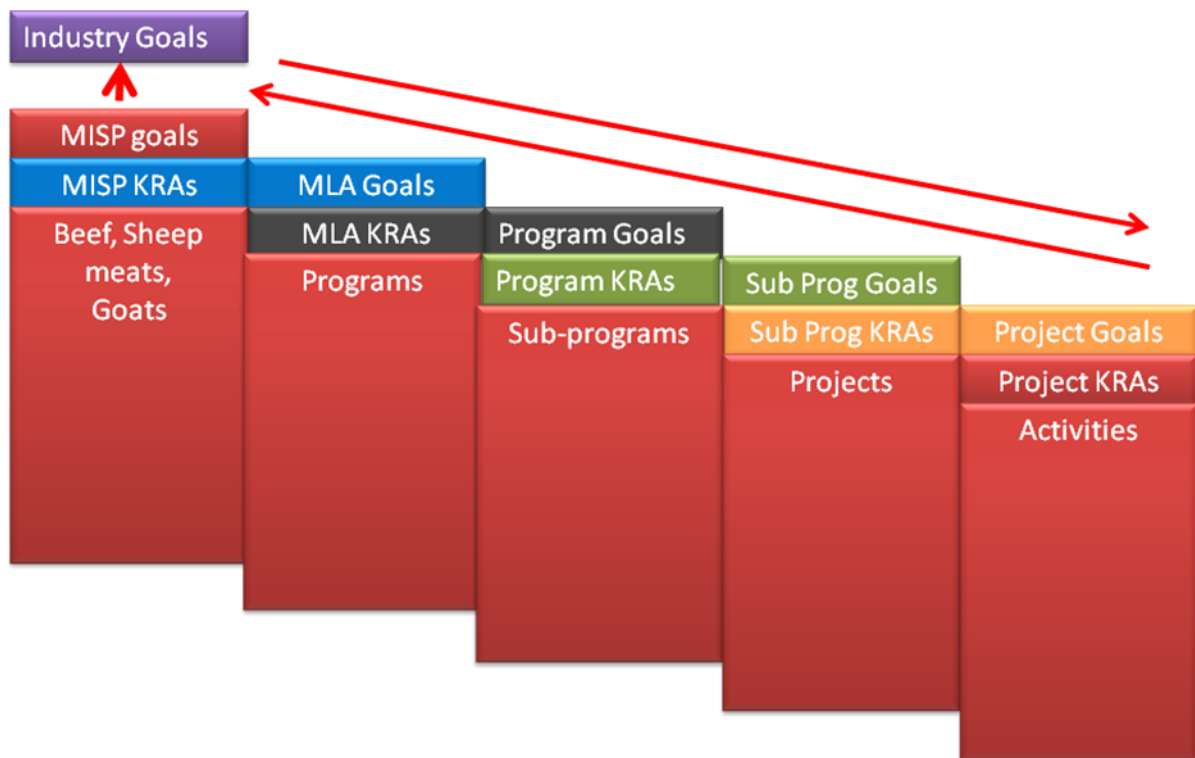 Industry Goals
MISP goals
MISP KRAs
Beef, Sheep
meats,
Goats
MLA Goals
MLA KRAs
Programs
Program Goals
Program KRAs
Sub-programs
Sub Prog Goals
Sub Prog KRAs
Projects
Project Goals
Project KRAs
Activities